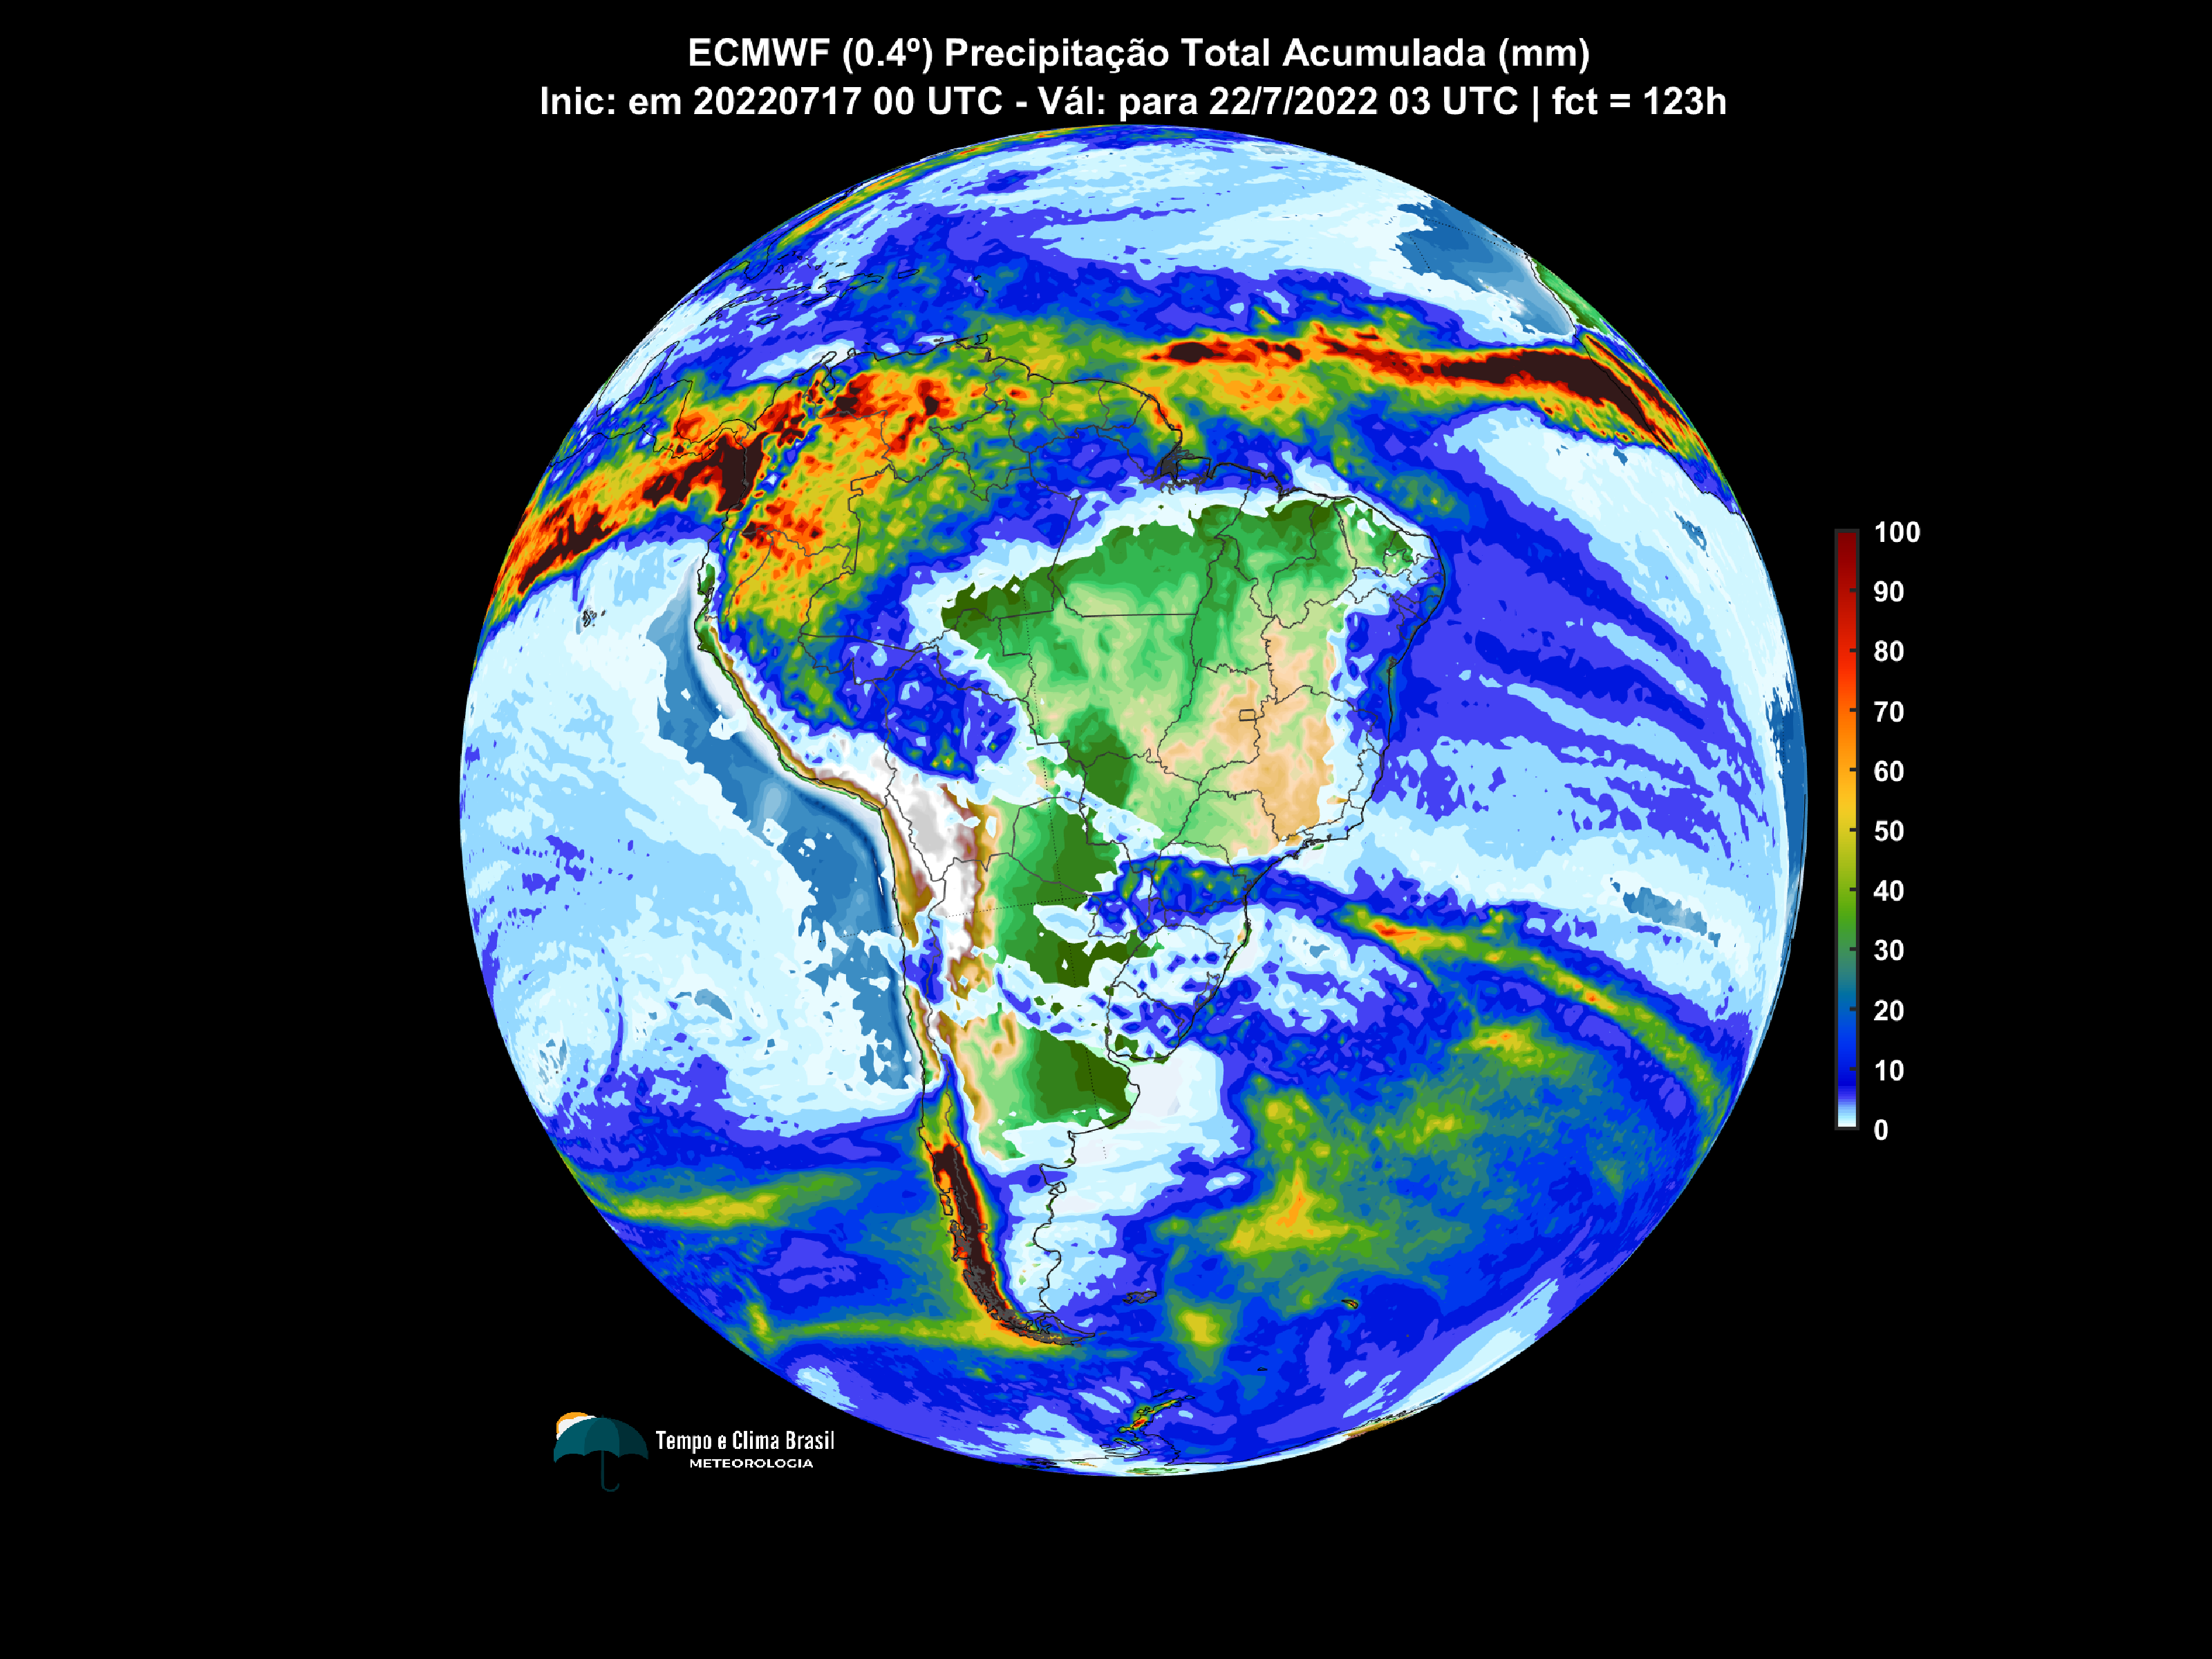 ECMWF (0.4º) Precipitação Total Acumulada (mm)
Inic: em 20220717 00 UTC - Vál: para 22/7/2022 03 UTC | fct = 123h
100
90
80
70
60
50
40
30
20
10
0
Tempo e Clima Brasil
METEOROLOGIA